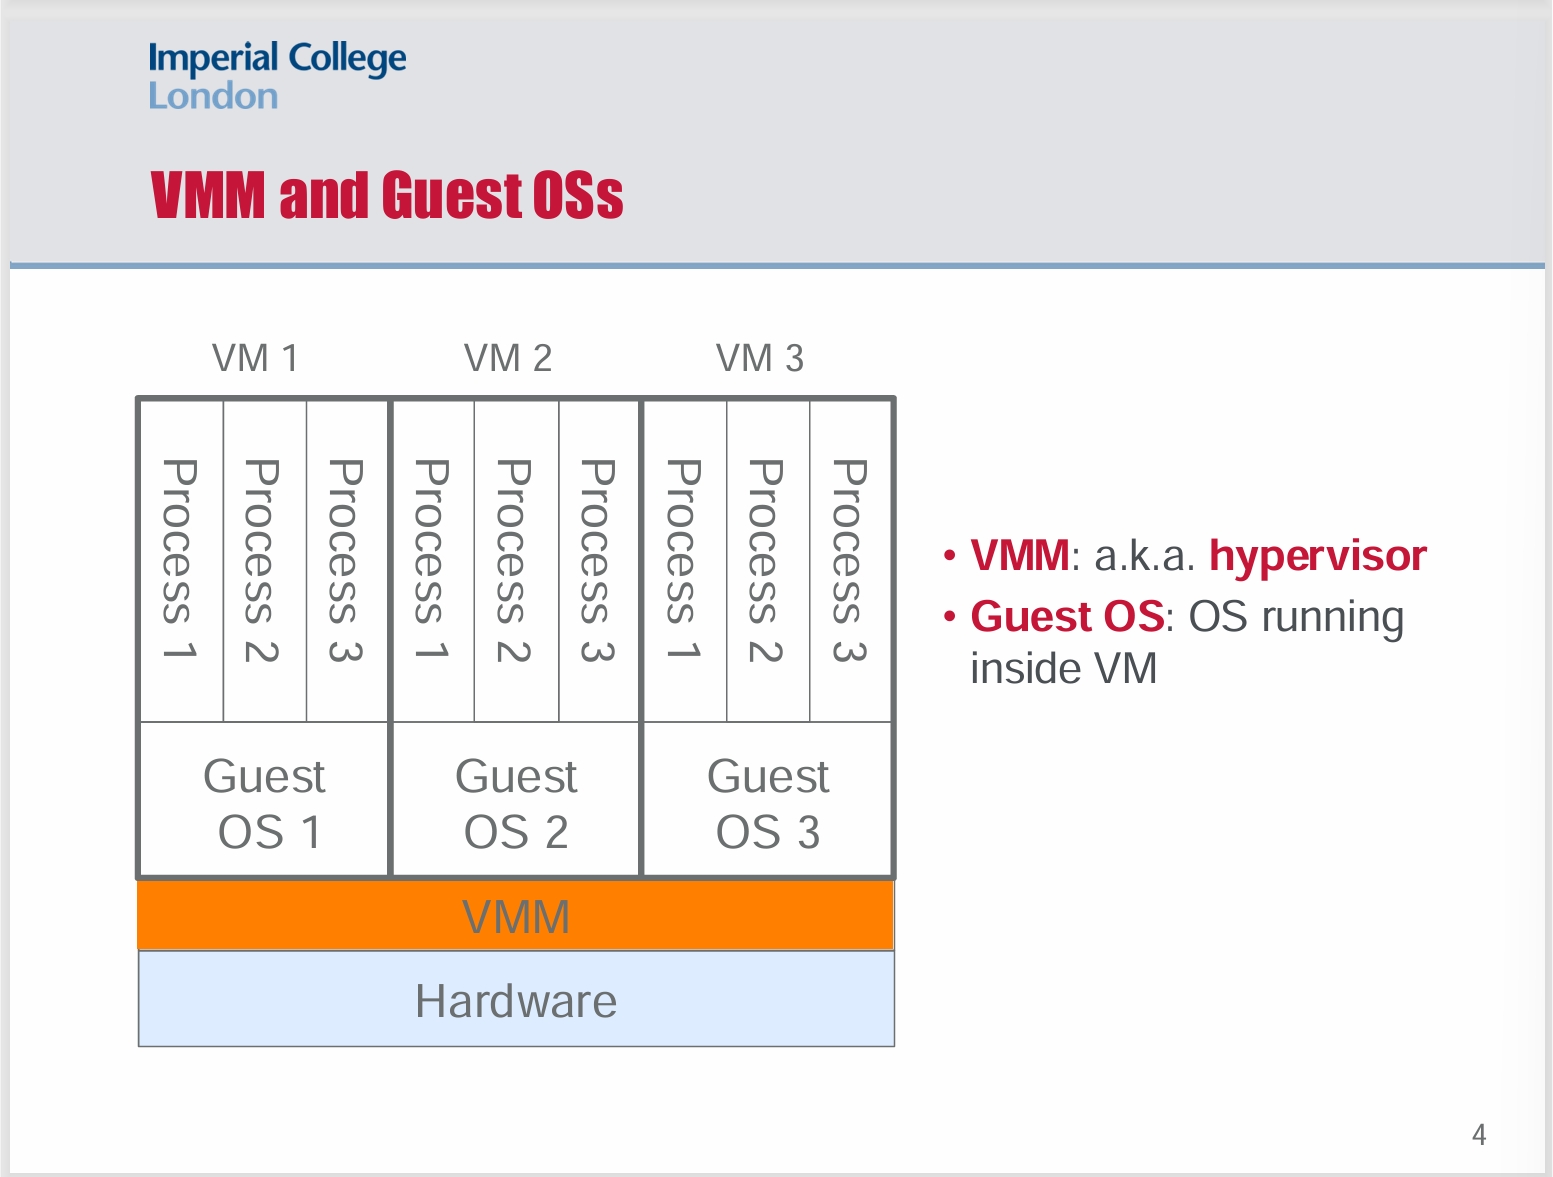 Imperial College
London
VMM and Guest OSs
VM 1
VM 2
VM 3
Process 1
Process 2
Process 3
Process 1
Process 2
Process 3
Process 1
Process 2
Process 3
Guest
OS 1
Guest
OS 2
Guest
OS 3
VMM
Hardware
• VMM: a.k.a. hypervisor
• Guest OS: OS running
inside VM
4